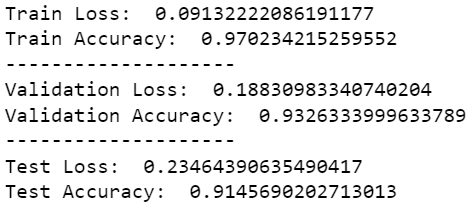 Train Loss:  0.09132222086191177
Train Accuracy:  0.970234215259552
--------------------
Validation Loss:  0.18830983340740204
Validation Accuracy:  0.9326333999633789
--------------------
Test Loss:  0.23464390635490417
Test Accuracy:  0.9145690202713013